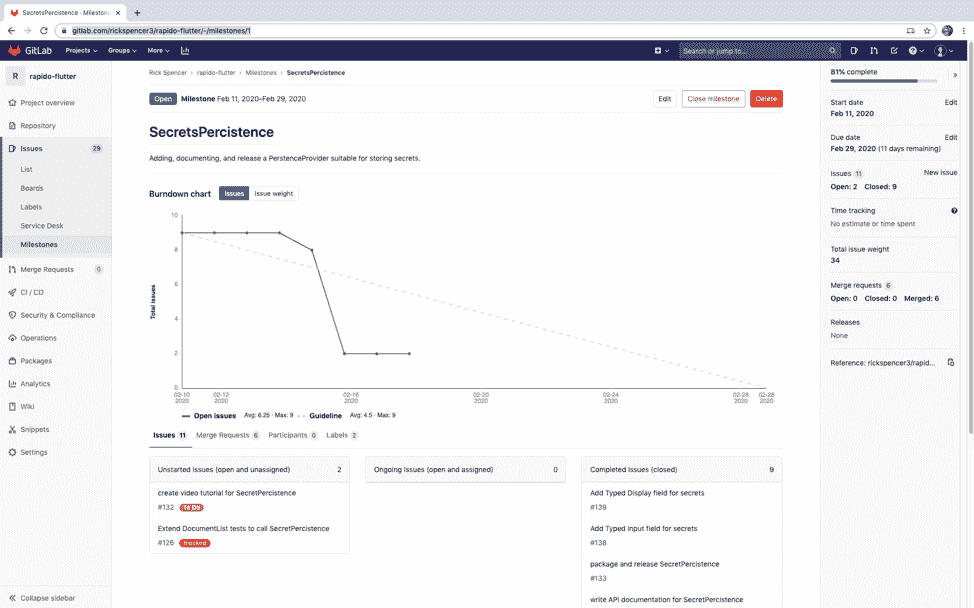 SecretsPersistence · Mileston
gitlab.com/rickspencer3/rapido-flutter/-/milestones/1
GitLab Projects Groups More Search or jump to...
R rapido-flutter
Project overview
Repository
Issues 29
List
Boards
Labels
Service Desk
Milestones
Merge Requests 0
CI / CD
Security & Compliance
Operations
Packages
Analytics
Wiki
Snippets
Settings
Collapse sidebar
Rick Spencer › rapido-flutter › Milestones › SecretsPercistence
Open Milestone Feb 11, 2020–Feb 29, 2020 Edit Close milestone Delete
SecretsPercistence
Adding, documenting, and release a PerstenceProvider suitable for storing secrets.
Burndown chart Issues Issue weight
Total issues
10
8
6
4
2
0
02-10 2020
02-12 2020
02-16 2020
02-20 2020
02-24 2020
02-28 2020
02-28 2020
Open issues Avg: 6.25 · Max: 9 Guideline Avg: 4.5 · Max: 9
Issues 11 Merge Requests 6 Participants 0 Labels 2
Unstarted Issues (open and unassigned) 2
create video tutorial for SecretPersistence
#132 To Do
Extend DocumentList tests to call SecretPersistence
#126 blocked
Ongoing Issues (open and assigned) 0
Completed Issues (closed) 9
Add Typed Display field for secrets
#139
Add Typed Input field for secrets
#138
package and release SecretPersistence
#133
write API documentation for SecretPersistence
81% complete
Start date Edit
Feb 11, 2020
Due date Edit
Feb 29, 2020 (11 days remaining)
Issues 11 New issue
Open: 2 Closed: 9
Time tracking
No estimate or time spent
Total issue weight
34
Merge requests 6
Open: 0 Closed: 0 Merged: 6
Releases
None
Reference: rickspencer3/rapid...